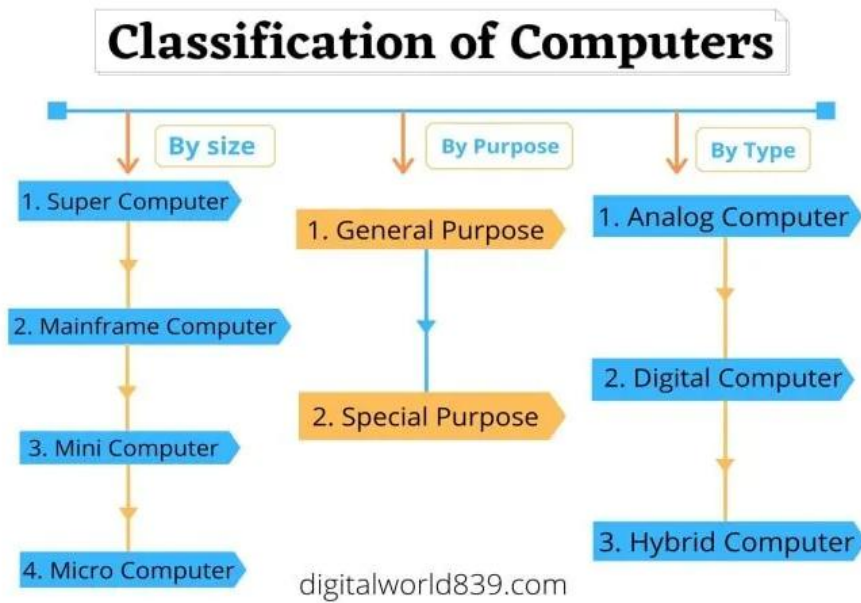 Classification of Computers
By size
1. Super Computer
2. Mainframe Computer
3. Mini Computer
4. Micro Computer
By Purpose
1. General Purpose
2. Special Purpose
By Type
1. Analog Computer
2. Digital Computer
3. Hybrid Computer
digitalworld839.com